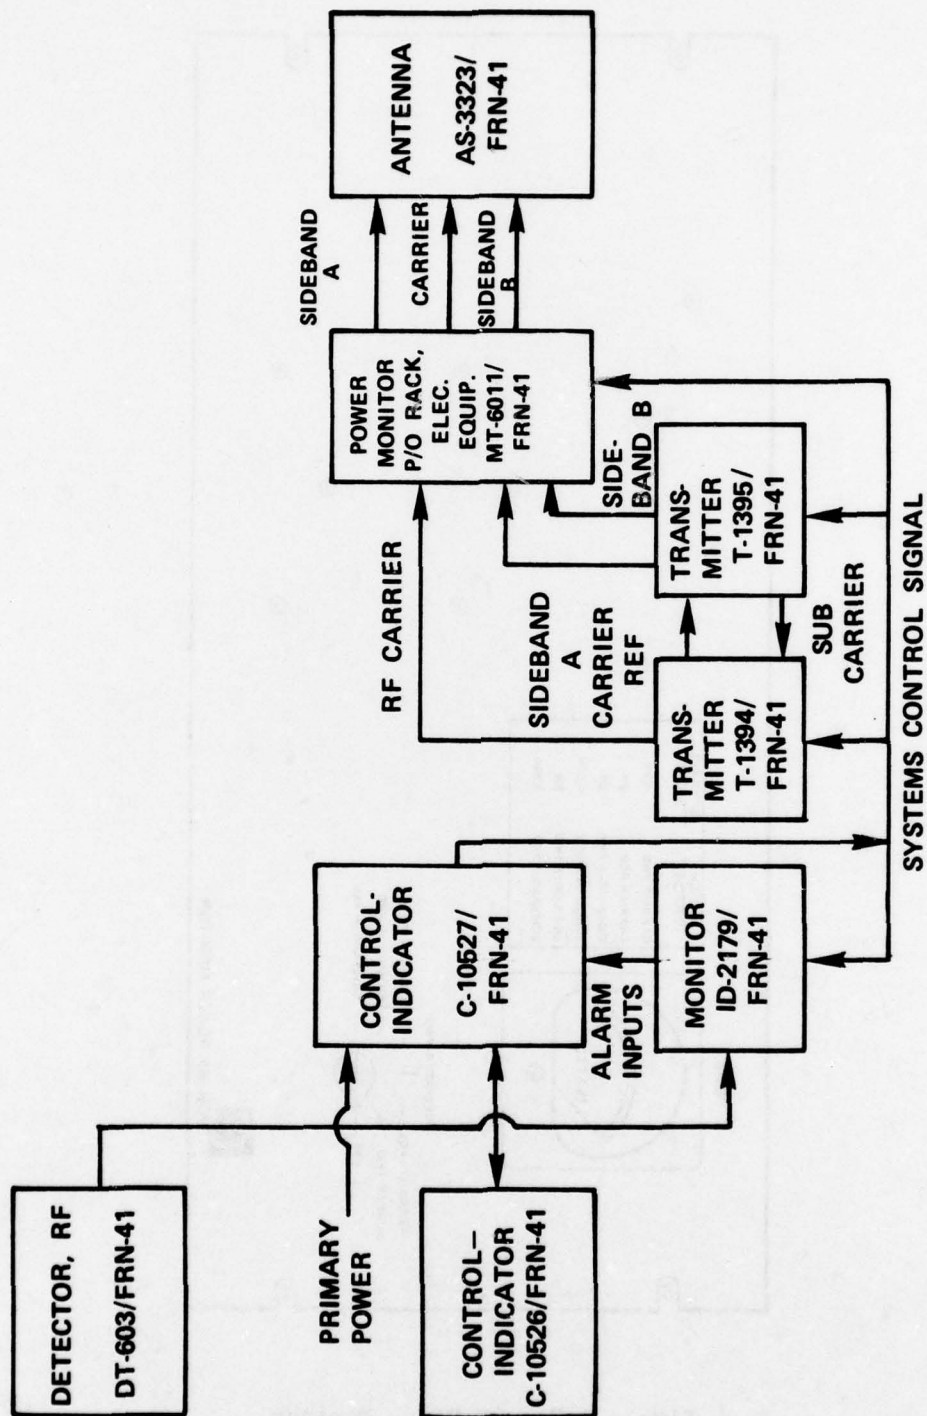 DETECTOR, RF
DT-603/FRN-41
PRIMARY
POWER
CONTROL—
INDICATOR
C-10526/FRN-41
CONTROL-
INDICATOR
C-10527/
FRN-41
ALARM
INPUTS
MONITOR
ID-2179/
FRN-41
RF CARRIER
SIDEBAND
A
CARRIER
REF
TRANS-
MITTER
T-1394/
FRN-41
SUB
CARRIER
TRANS-
MITTER
T-1395/
FRN-41
SIDE-
BAND B
POWER
MONITOR
P/O RACK,
ELEC.
EQUIP.
MT-6011/
FRN-41
SIDEBAND
A
CARRIER
SIDEBAND
B
ANTENNA
AS-3323/
FRN-41
SYSTEMS CONTROL SIGNAL